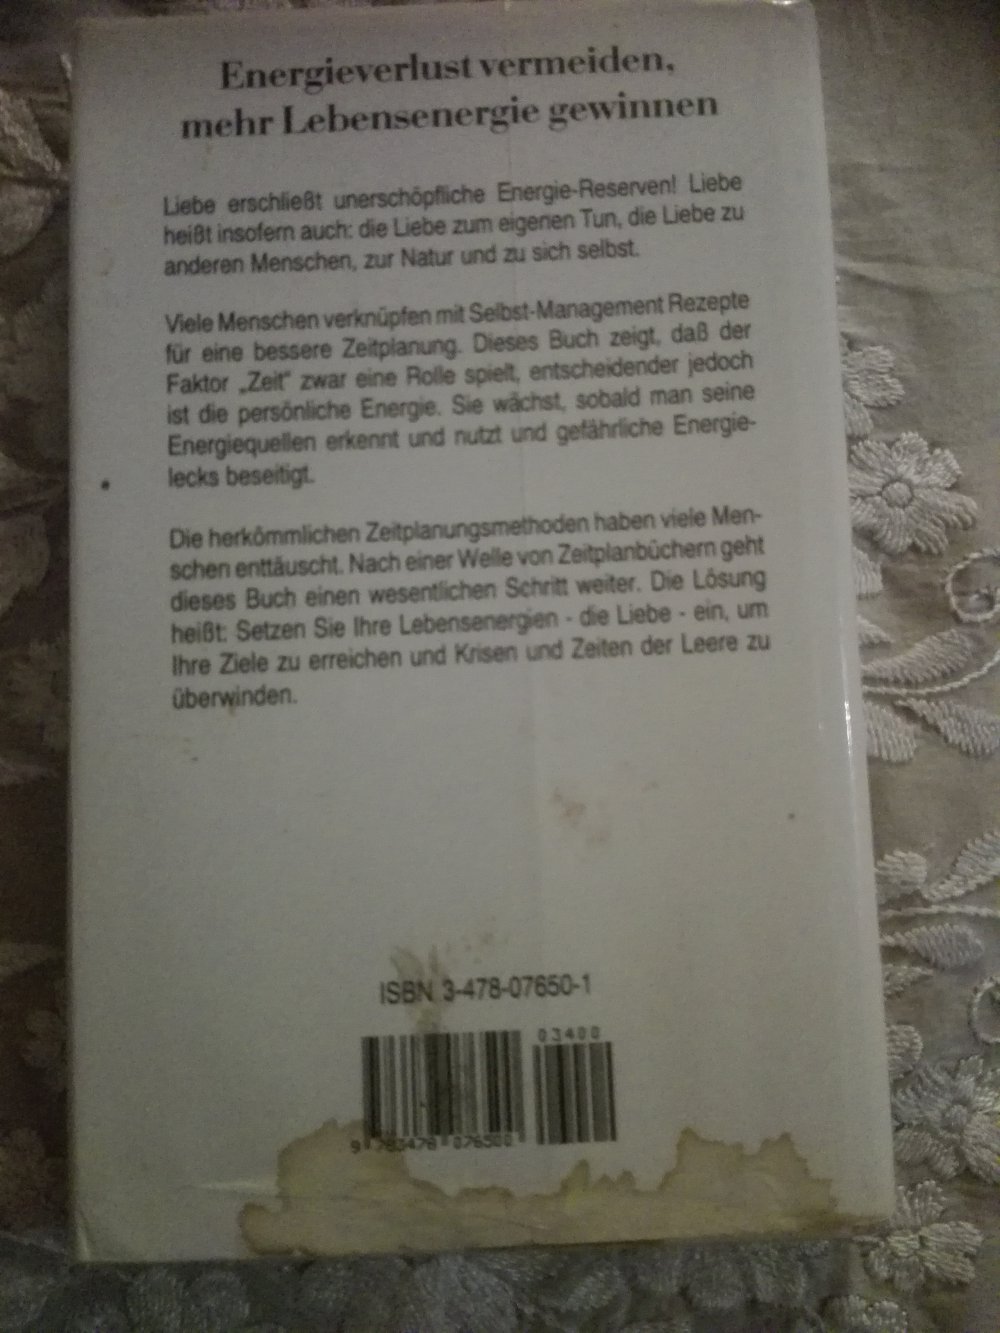 Energieverlust vermeiden,
mehr Lebensenergie gewinnen
Liebe erschließt unerschöpfliche Energie-Reserven! Liebe
heißt insofern auch: die Liebe zum eigenen Tun, die Liebe zu
anderen Menschen, zur Natur und zu sich selbst.
Viele Menschen verknüpfen mit Selbst-Management Rezepte
für eine bessere Zeitplanung. Dieses Buch zeigt, daß der
Faktor „Zeit“ zwar eine Rolle spielt, entscheidender jedoch
ist die persönliche Energie. Sie wächst, sobald man seine
Energiequellen erkennt und nutzt und gefährliche Energie-
lecks beseitigt.
Die herkömmlichen Zeitplanungsmethoden haben viele Men-
schen enttäuscht. Nach einer Welle von Zeitplanbüchern geht
dieses Buch einen wesentlichen Schritt weiter. Die Lösung
heißt: Setzen Sie Ihre Lebensenergien - die Liebe - ein, um
Ihre Ziele zu erreichen und Krisen und Zeiten der Leere zu
überwinden.
ISBN 3-478-07650-1
03400
9 783478 076500